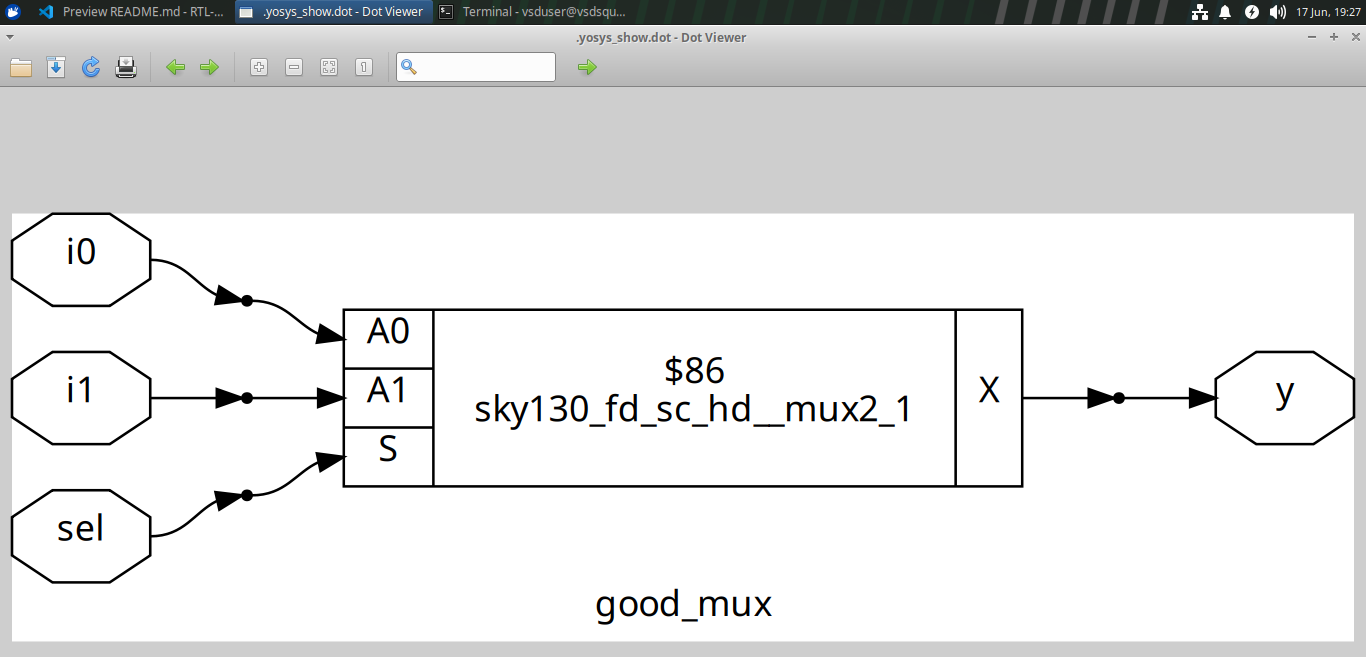 Preview README.md - RTL-...
.yosys_show.dot - Dot Viewer
Terminal - vsduser@vsdsqu...
17 Jun, 19:27
.yosys_show.dot - Dot Viewer
i0
i1
sel
A0
A1
S
$86
sky130_fd_sc_hd__mux2_1
X
y
good_mux